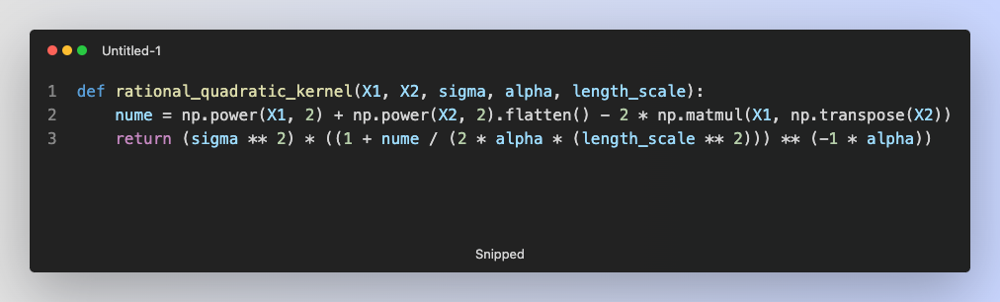 Untitled-1
1 def rational_quadratic_kernel(X1, X2, sigma, alpha, length_scale):
2     nume = np.power(X1, 2) + np.power(X2, 2).flatten() - 2 * np.matmul(X1, np.transpose(X2))
3     return (sigma ** 2) * ((1 + nume / (2 * alpha * (length_scale ** 2))) ** (-1 * alpha))
Snipped